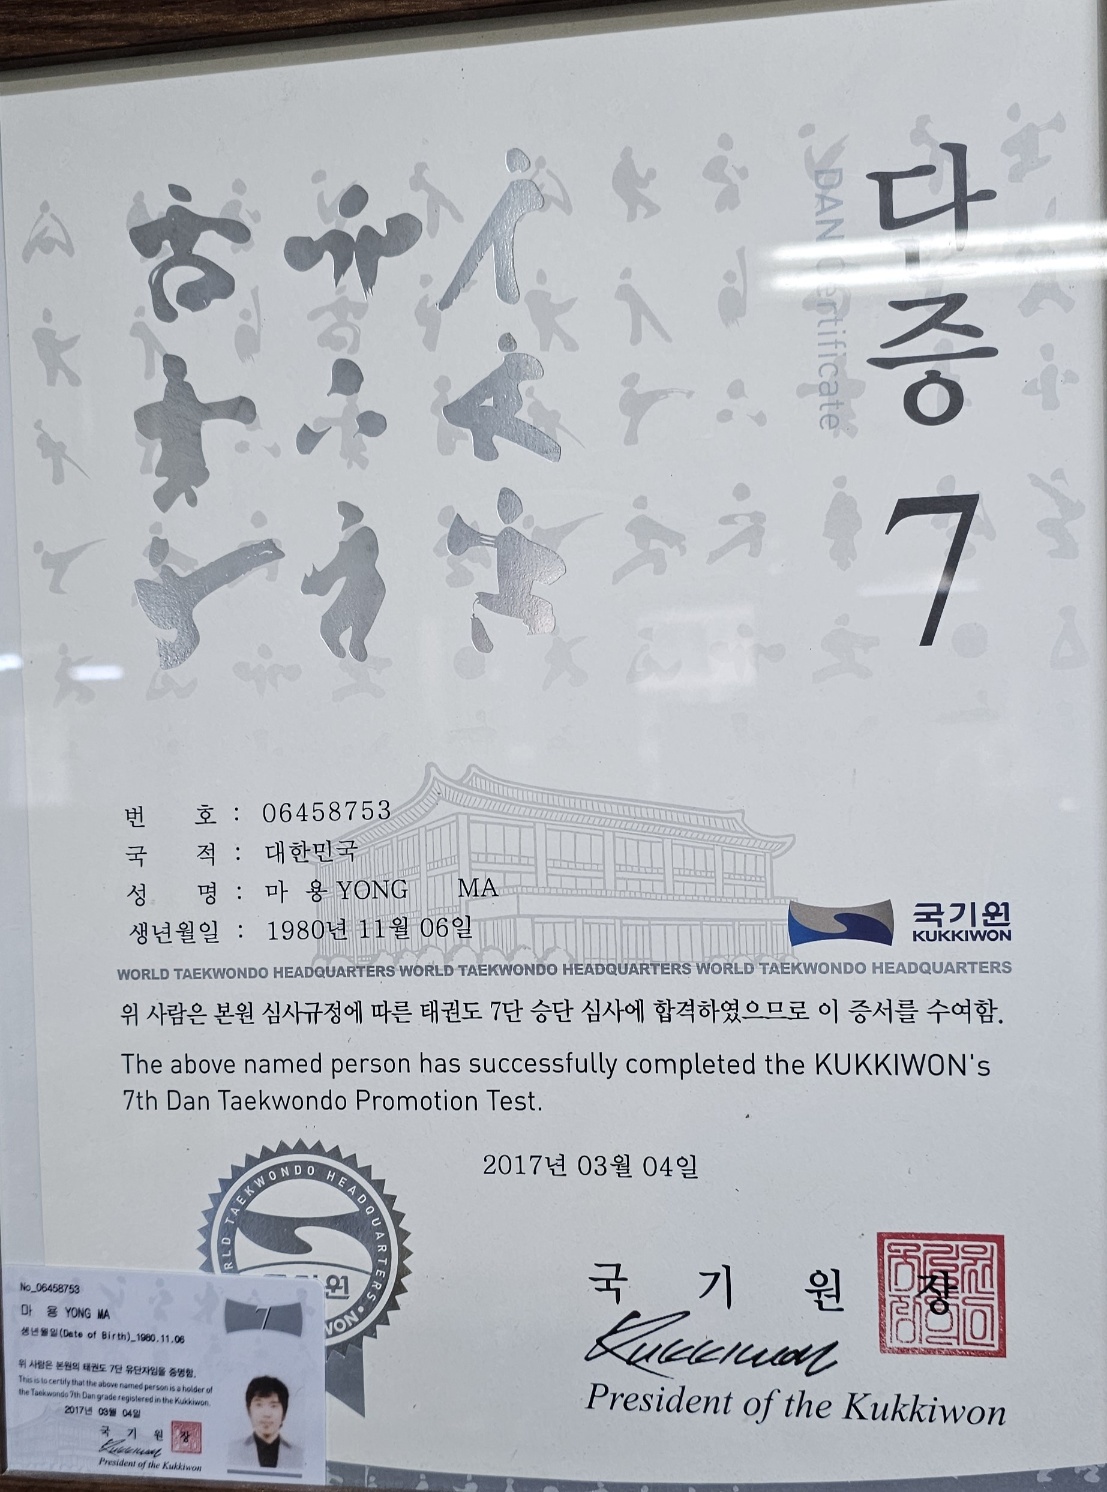 단증
7
DAN Certificate
번 호 : 06458753
국 적 : 대한민국
성 명 : 마 용 YONG MA
생년월일 : 1980년 11월 06일
국기원
KUKKIWON
WORLD TAEKWONDO HEADQUARTERS WORLD TAEKWONDO HEADQUARTERS WORLD TAEKWONDO HEADQUARTERS
위 사람은 본원 심사규정에 따른 태권도 7단 승단 심사에 합격하였으므로 이 증서를 수여함.
The above named person has successfully completed the KUKKIWON's
7th Dan Taekwondo Promotion Test.
2017년 03월 04일
국 기 원 장
Kukkiwon
President of the Kukkiwon
TAEKWONDO HEADQUARTERS
No_06458753
마 용 YONG MA
7
생년월일(Date of Birth)_1980.11.06
위 사람은 본원의 태권도 7단 유단자임을 증명함.
This is to certify that the above named person is a holder of
the Taekwondo 7th Dan grade registered in the Kukkiwon.
2017년 03월 04일
국 기 원 장
Kukkiwon
President of the Kukkiwon